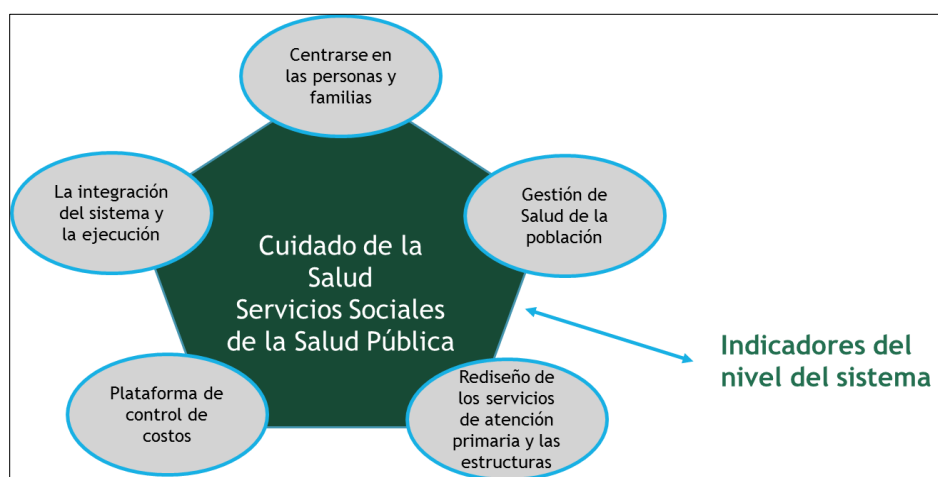 Centrarse en
las personas y
familias
La integración
del sistema y
la ejecución
Gestión de
Salud de la
población
Cuidado de la
Salud
Servicios Sociales
de la Salud Pública
Indicadores del
nivel del sistema
Plataforma de
control de
costos
Rediseño de
los servicios
de atención
primaria y las
estructuras